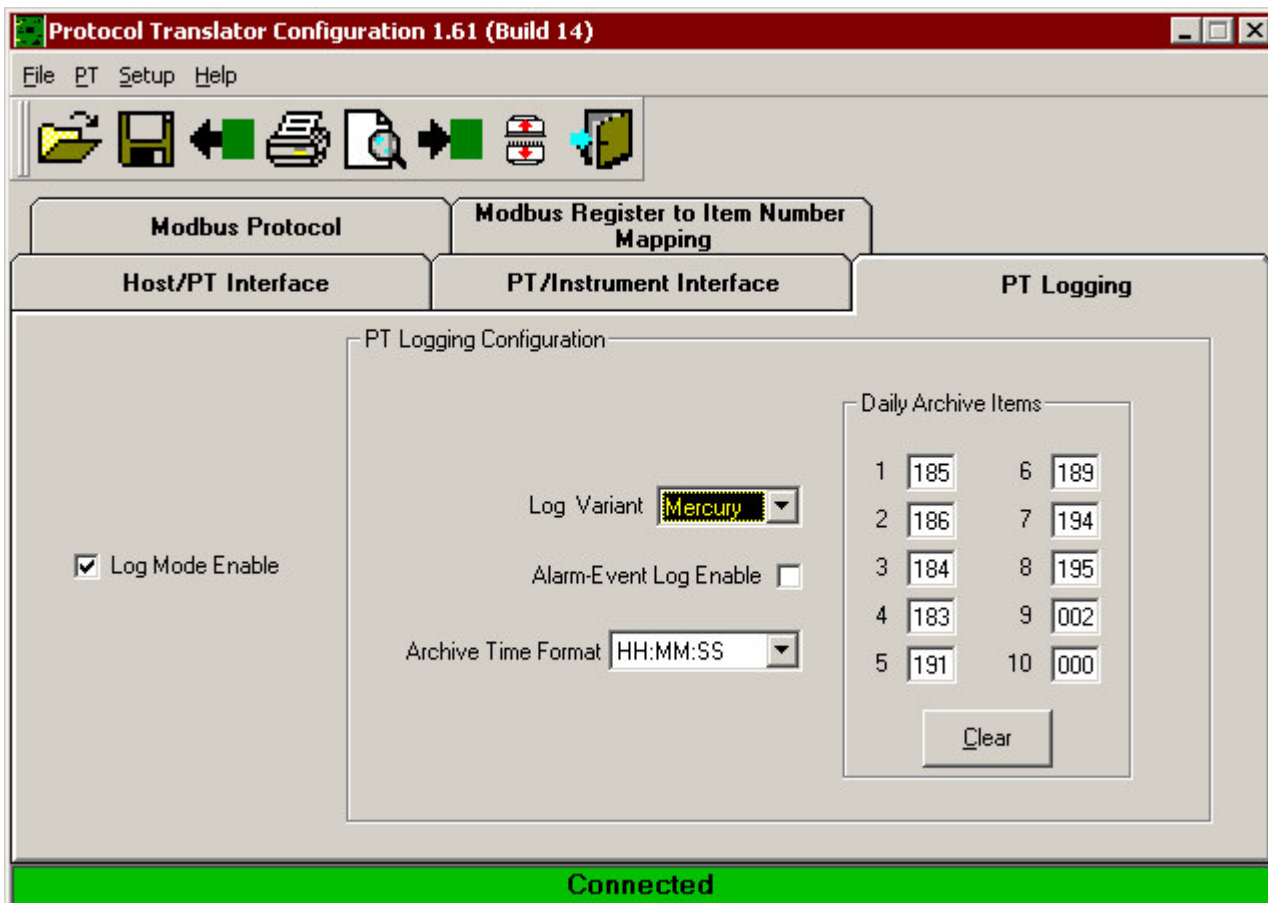 Protocol Translator Configuration 1.61 (Build 14)
File PT Setup Help
Modbus Protocol
Modbus Register to Item Number
Mapping
Host/PT Interface
PT/Instrument Interface
PT Logging
PT Logging Configuration
Log Mode Enable
Log Variant Mercury
Alarm-Event Log Enable
Archive Time Format HH:MM:SS
Daily Archive Items
1 185 6 189
2 186 7 194
3 184 8 195
4 183 9 002
5 191 10 000
Clear
Connected